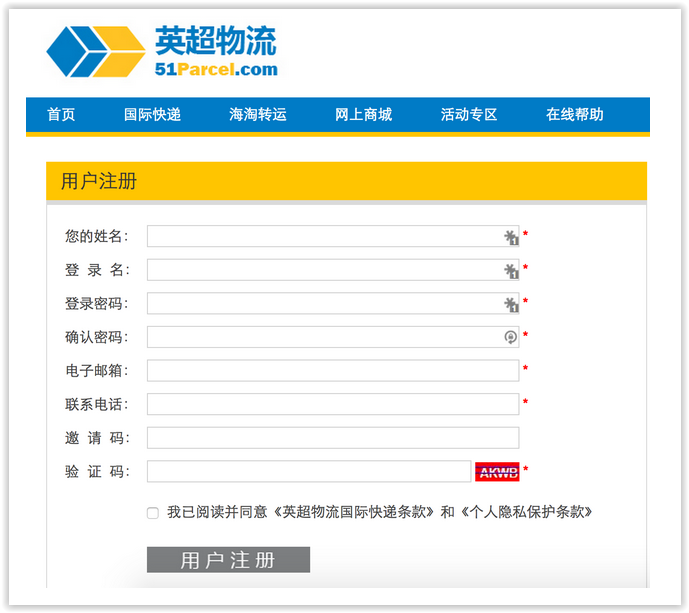 英超物流
51Parcel.com
首页 国际快递 海淘转运 网上商城 活动专区 在线帮助
用户注册
您的姓名： *
登 录 名： *
登录密码： *
确认密码： *
电子邮箱： *
联系电话： *
邀 请 码：
验 证 码： AKWB *
我已阅读并同意《英超物流国际快递条款》和《个人隐私保护条款》
用户注册